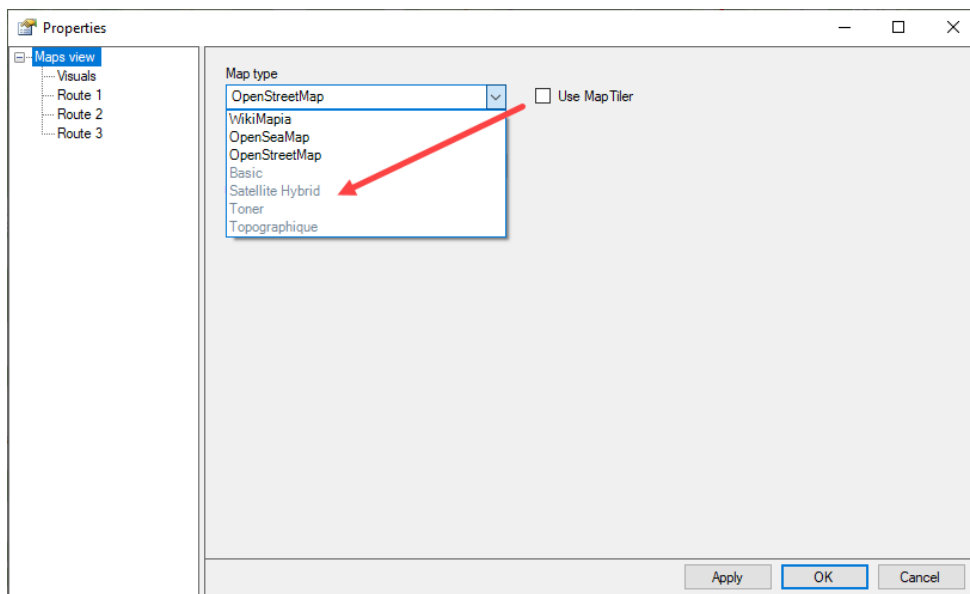 Properties
Maps view
Visuals
Route 1
Route 2
Route 3
Map type
OpenStreetMap
Use MapTiler
WikiMapia
OpenSeaMap
OpenStreetMap
Basic
Satellite Hybrid
Toner
Topographique
Apply
OK
Cancel